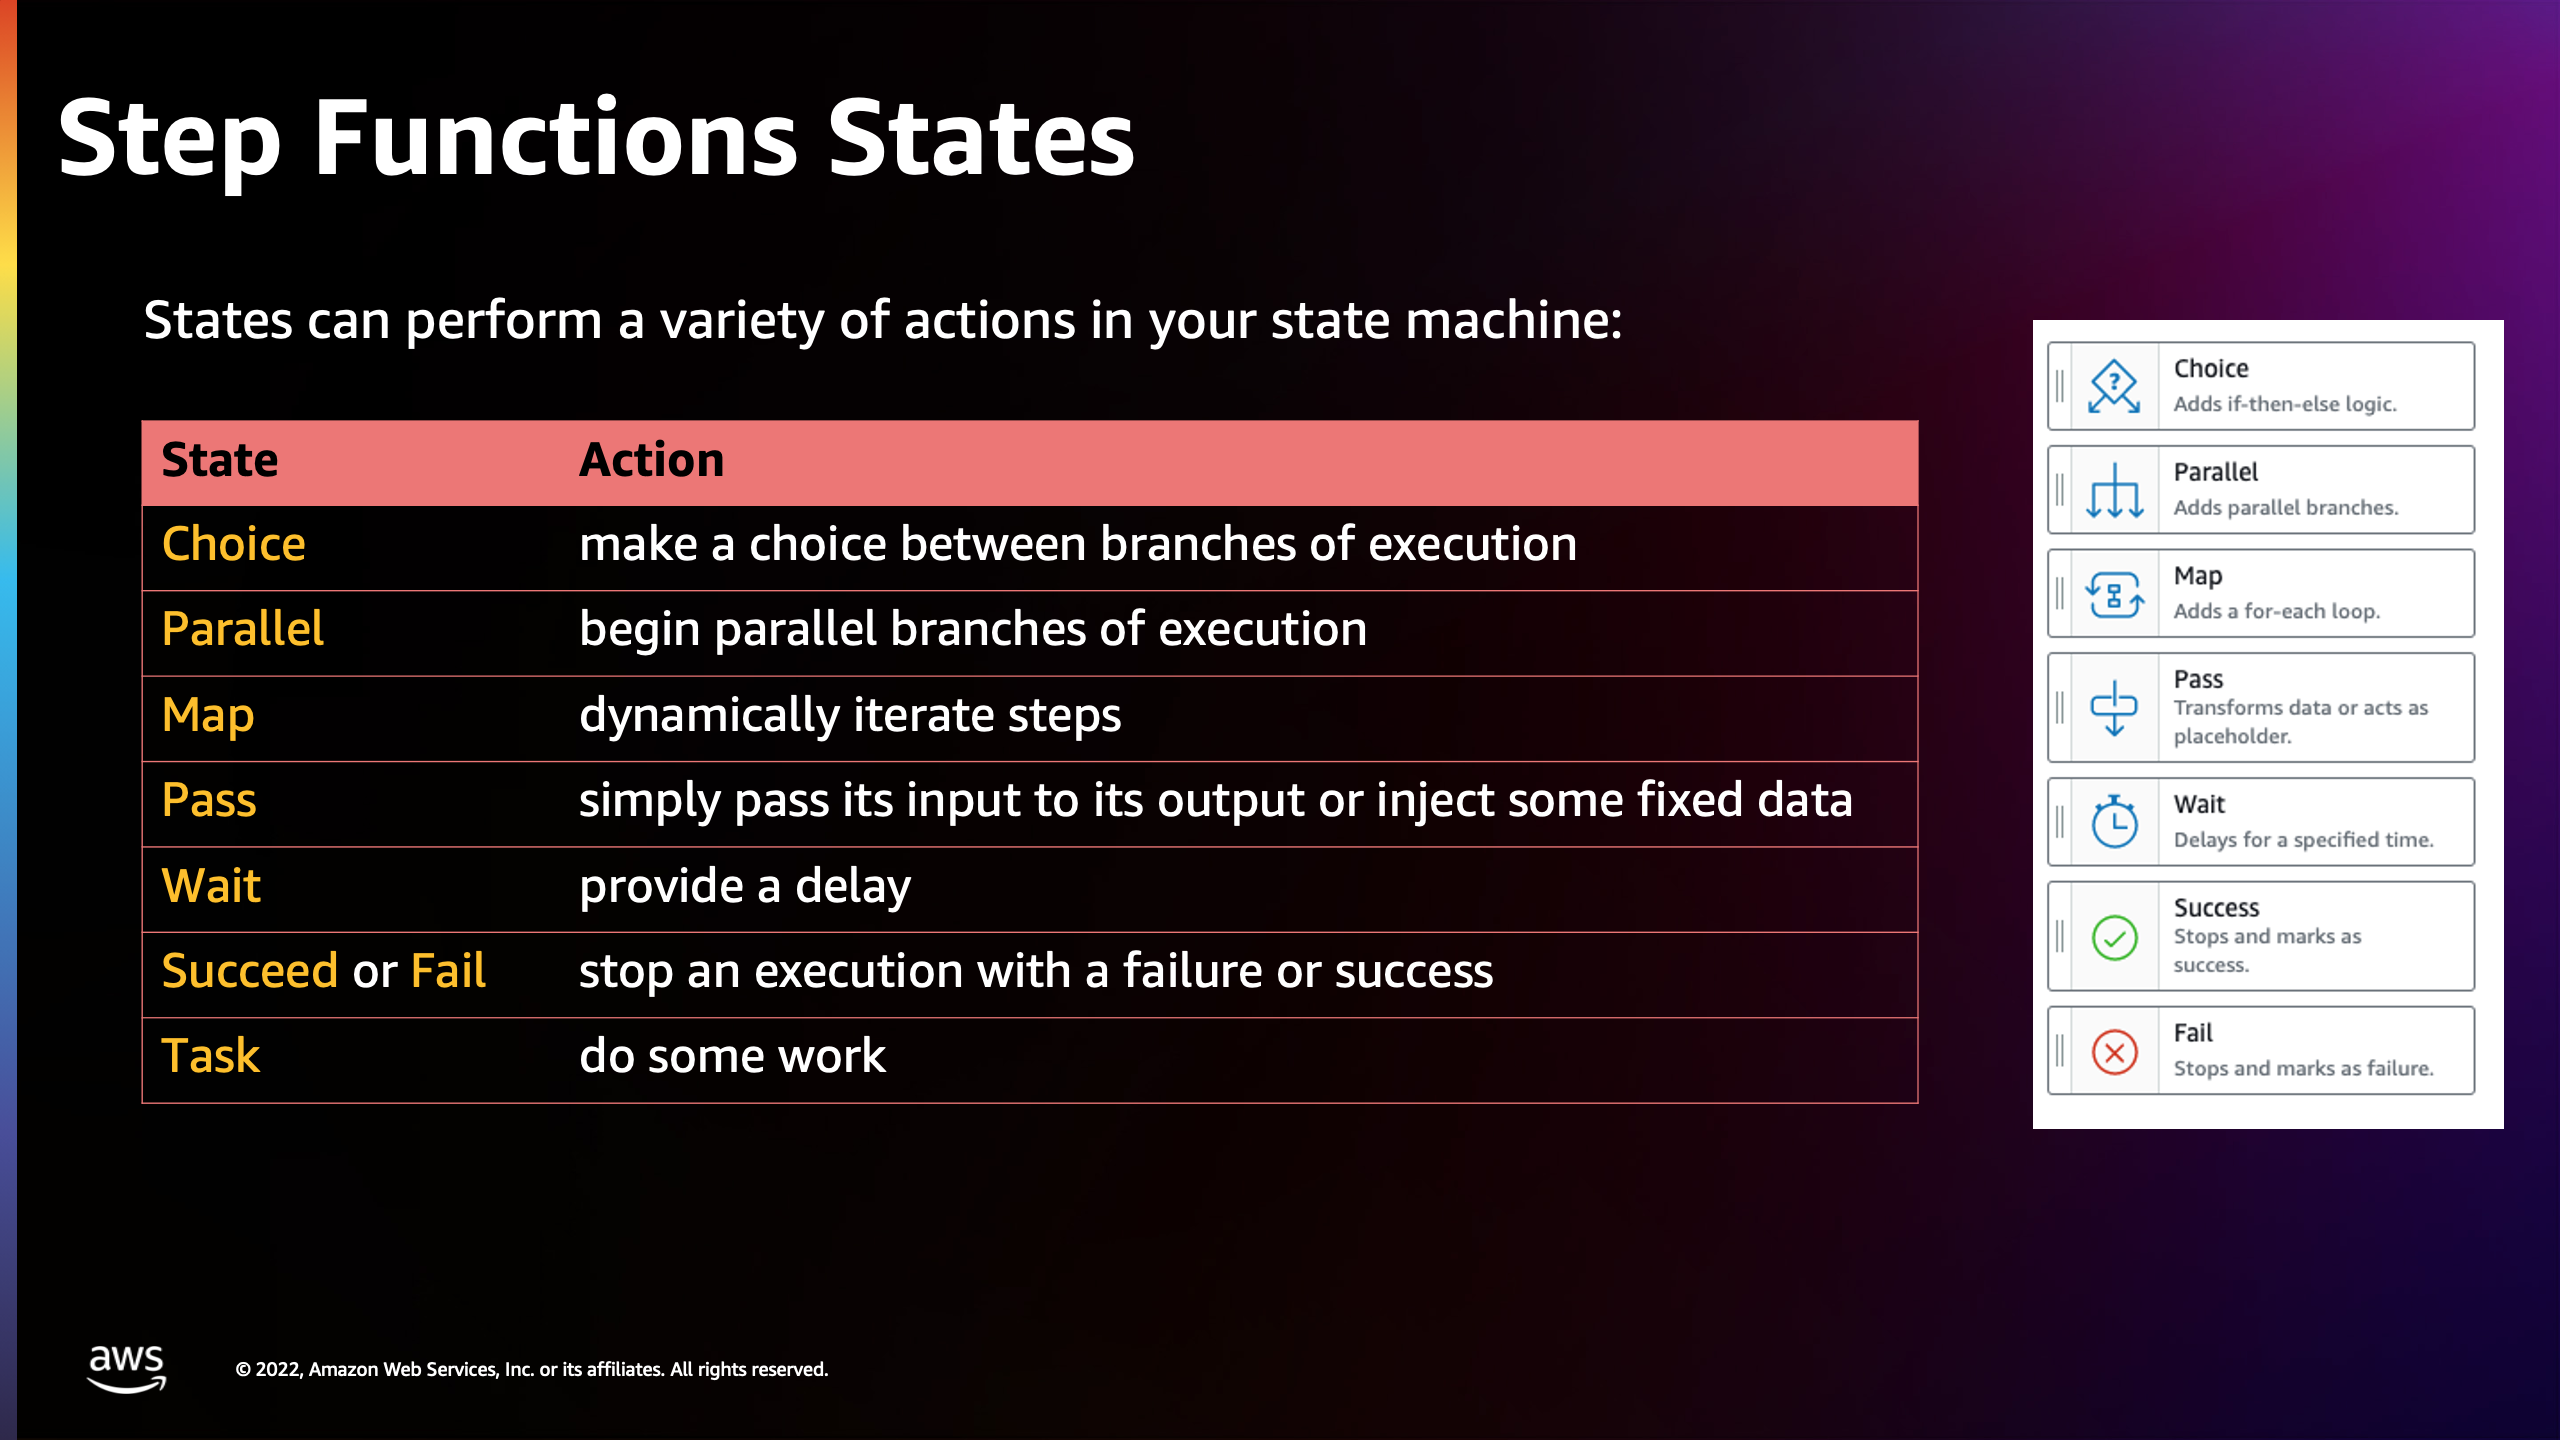 Step Functions States
States can perform a variety of actions in your state machine:
State Action
Choice make a choice between branches of execution
Parallel begin parallel branches of execution
Map dynamically iterate steps
Pass simply pass its input to its output or inject some fixed data
Wait provide a delay
Succeed or Fail stop an execution with a failure or success
Task do some work
Choice
Adds if-then-else logic.
Parallel
Adds parallel branches.
Map
Adds a for-each loop.
Pass
Transforms data or acts as
placeholder.
Wait
Delays for a specified time.
Success
Stops and marks as
success.
Fail
Stops and marks as failure.
aws
© 2022, Amazon Web Services, Inc. or its affiliates. All rights reserved.